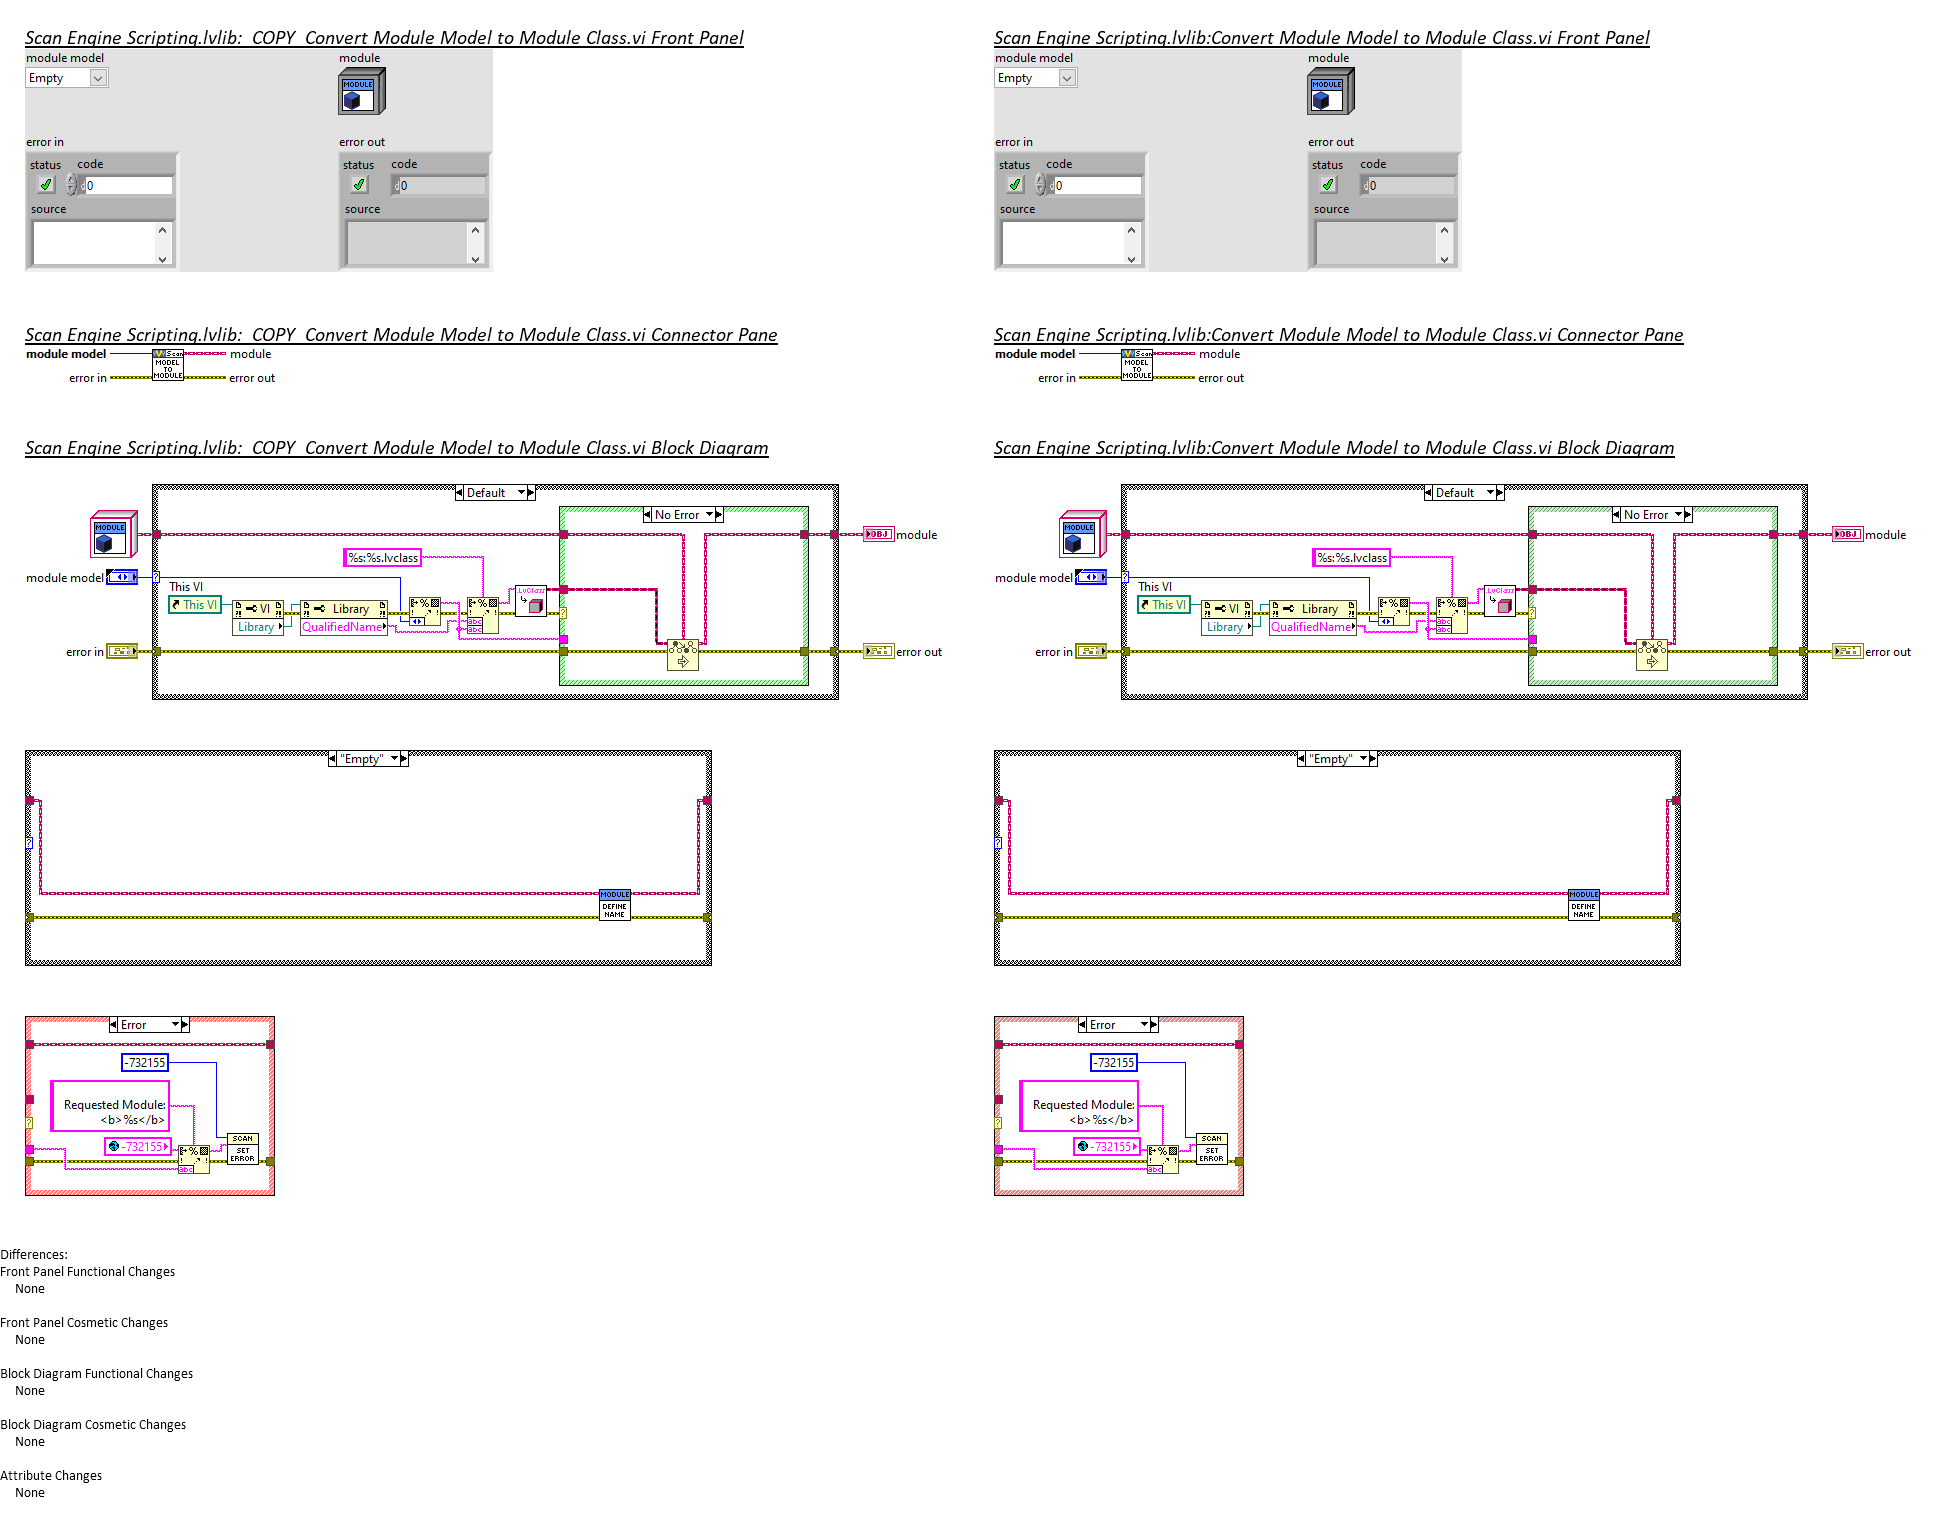 Scan Engine Scripting.lvlib:  COPY  Convert Module Model to Module Class.vi Front Panel
module model
Empty
module
MODULE
error in
status
code
0
source
error out
status
code
0
source
Scan Engine Scripting.lvlib:Convert Module Model to Module Class.vi Front Panel
module model
Empty
module
MODULE
error in
status
code
0
source
error out
status
code
0
source
Scan Engine Scripting.lvlib:  COPY  Convert Module Model to Module Class.vi Connector Pane
module model
Scan
MODEL
TO
MODULE
module
error in
error out
Scan Engine Scripting.lvlib:Convert Module Model to Module Class.vi Connector Pane
module model
Scan
MODEL
TO
MODULE
module
error in
error out
Scan Engine Scripting.lvlib:  COPY  Convert Module Model to Module Class.vi Block Diagram
Default
No Error
MODULE
OBJ
module
%s:%s.lvclass
module model
This VI
This VI
VI
Library
Library
QualifiedName
abc
abc
.LvClass
error in
error out
Scan Engine Scripting.lvlib:Convert Module Model to Module Class.vi Block Diagram
Default
No Error
MODULE
OBJ
module
%s:%s.lvclass
module model
This VI
This VI
VI
Library
Library
QualifiedName
abc
abc
.LvClass
error in
error out
"Empty"
MODULE
DEFINE
NAME
"Empty"
MODULE
DEFINE
NAME
Error
-732155
Requested Module:
<b>%s</b>
-732155
abc
SCAN
SET
ERROR
Error
-732155
Requested Module:
<b>%s</b>
-732155
abc
SCAN
SET
ERROR
Differences:
Front Panel Functional Changes
None
Front Panel Cosmetic Changes
None
Block Diagram Functional Changes
None
Block Diagram Cosmetic Changes
None
Attribute Changes
None